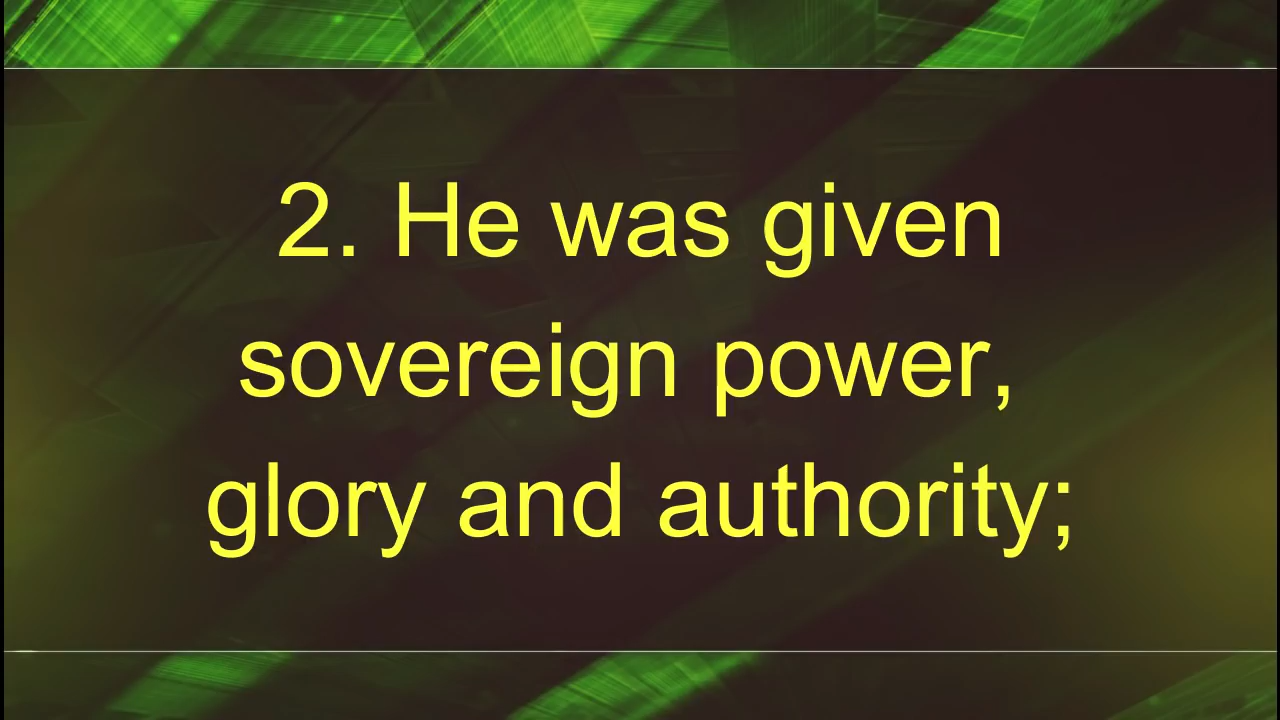 2. He was given
sovereign power,
glory and authority;